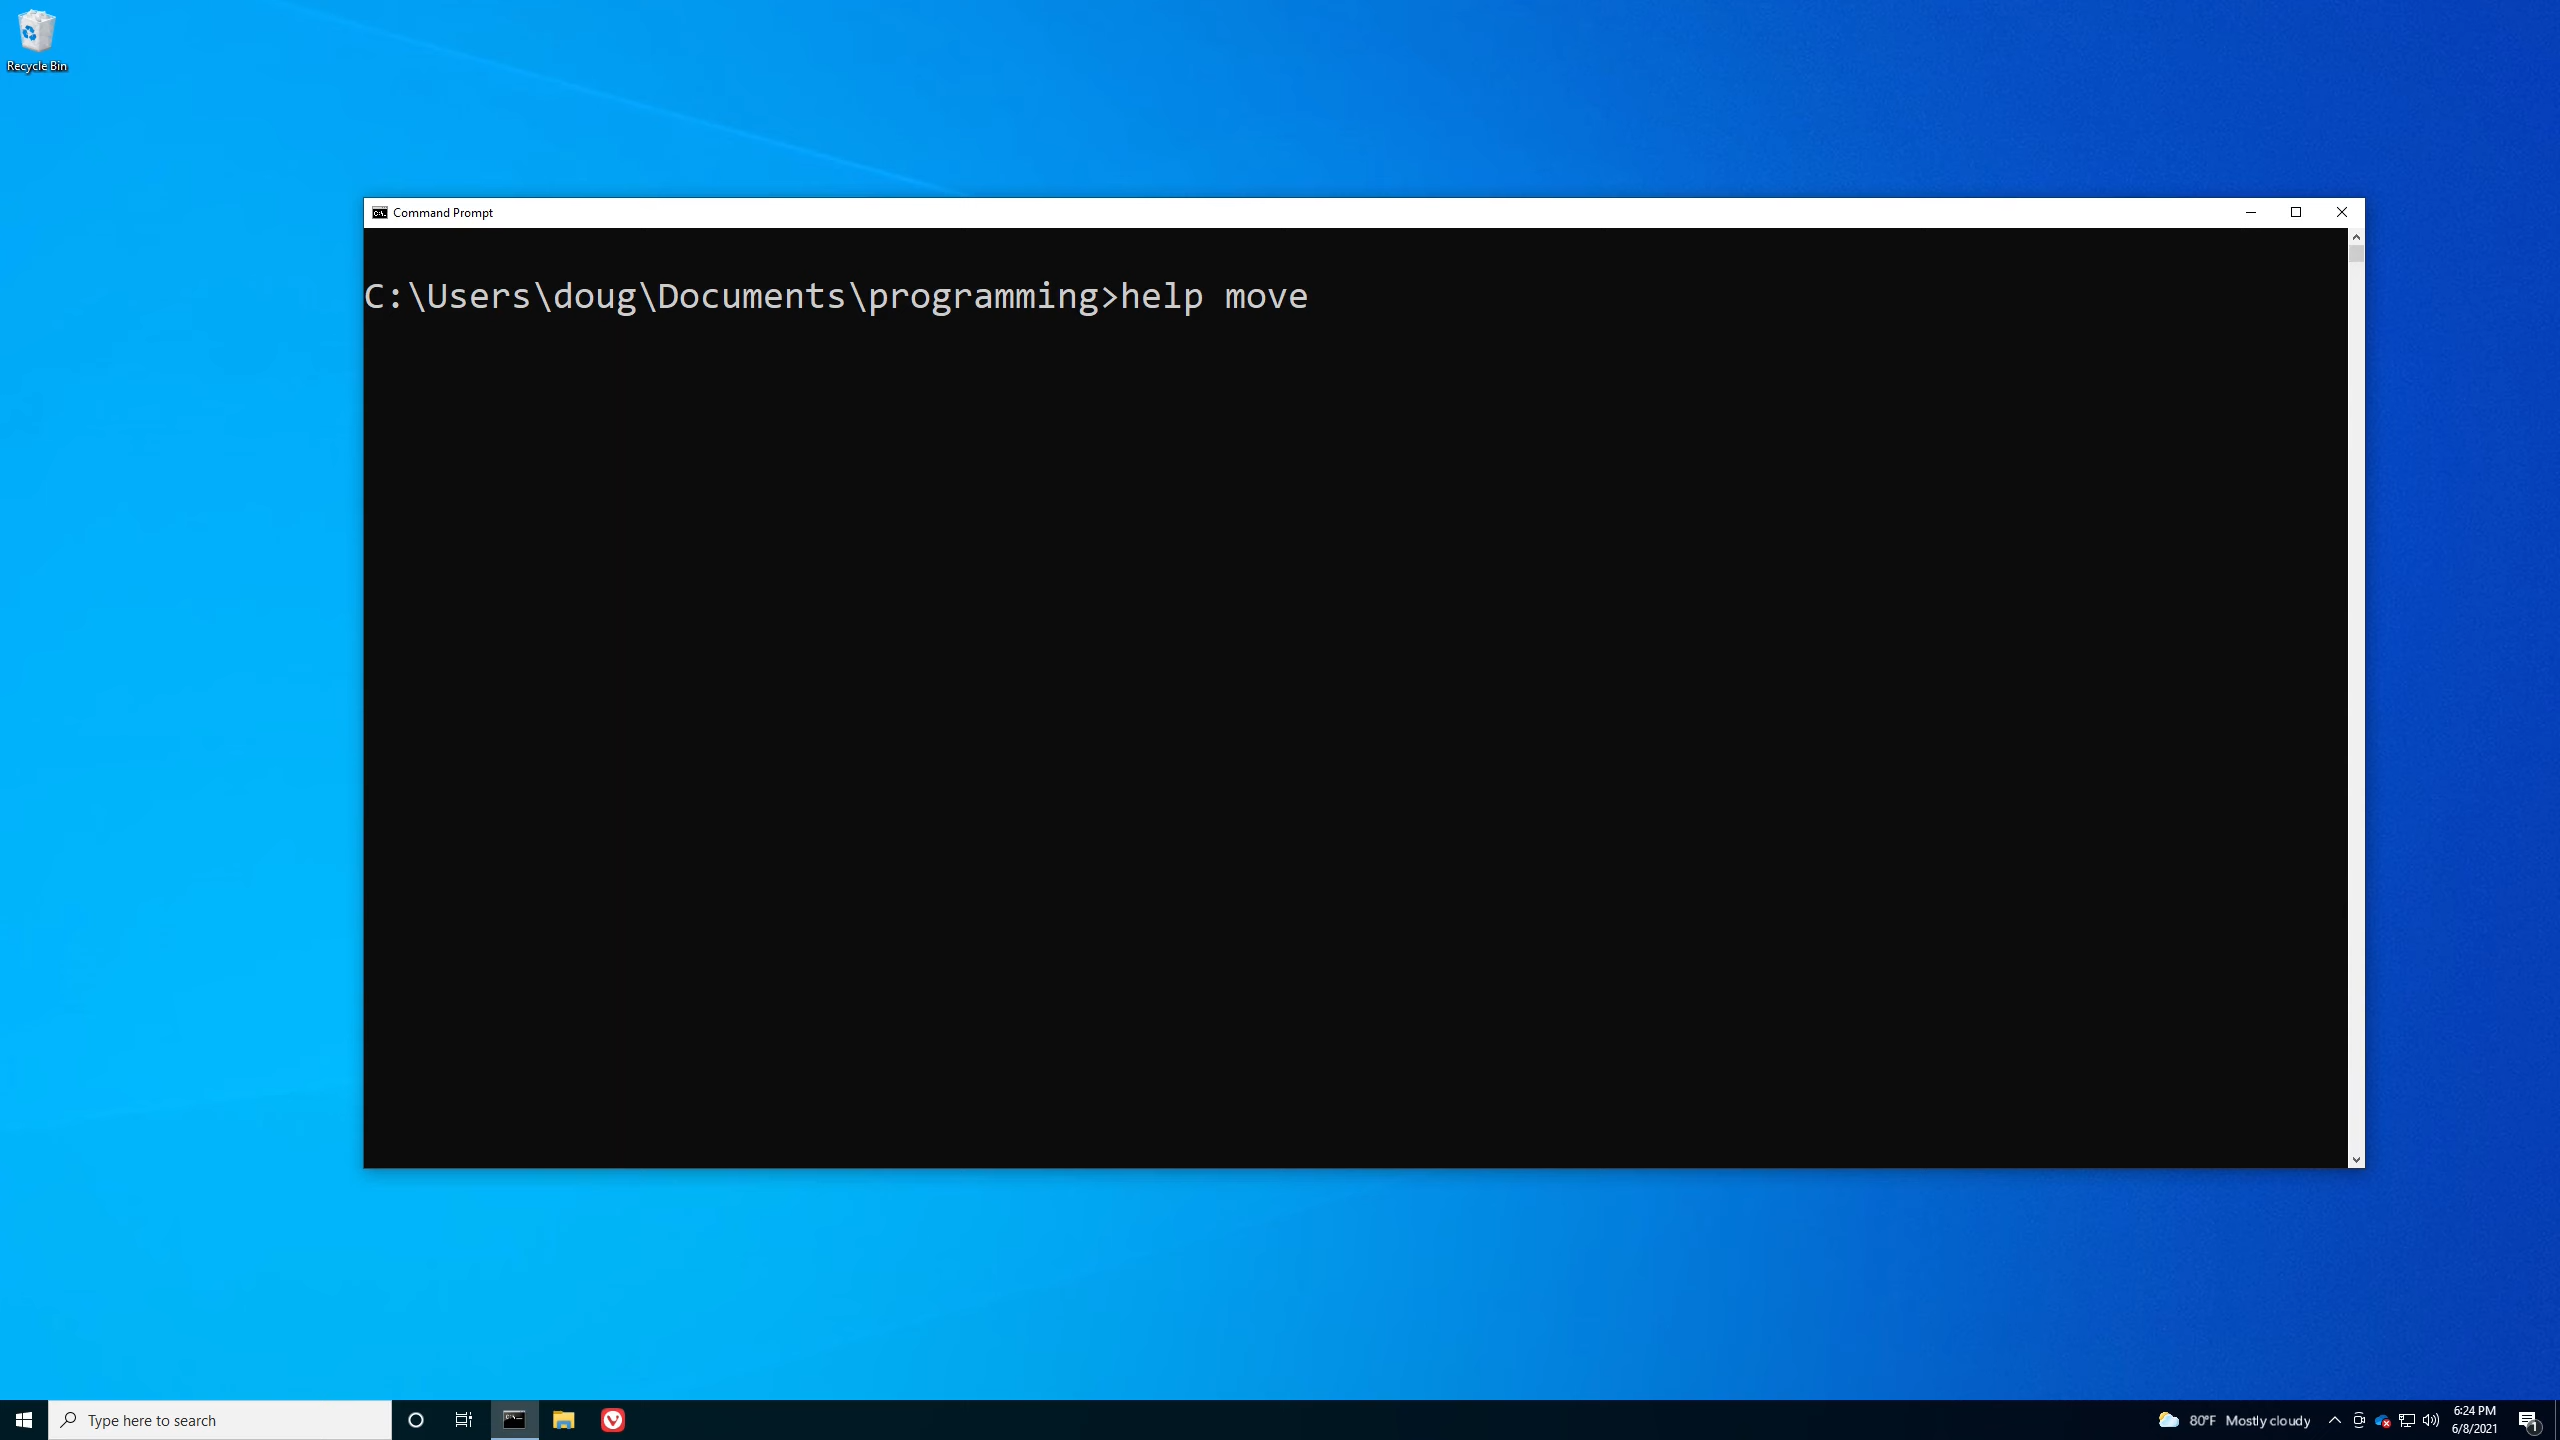 Recycle Bin
Command Prompt
C:\Users\doug\Documents\programming>help move
Type here to search
80°F Mostly cloudy
6:24 PM
6/8/2021
1